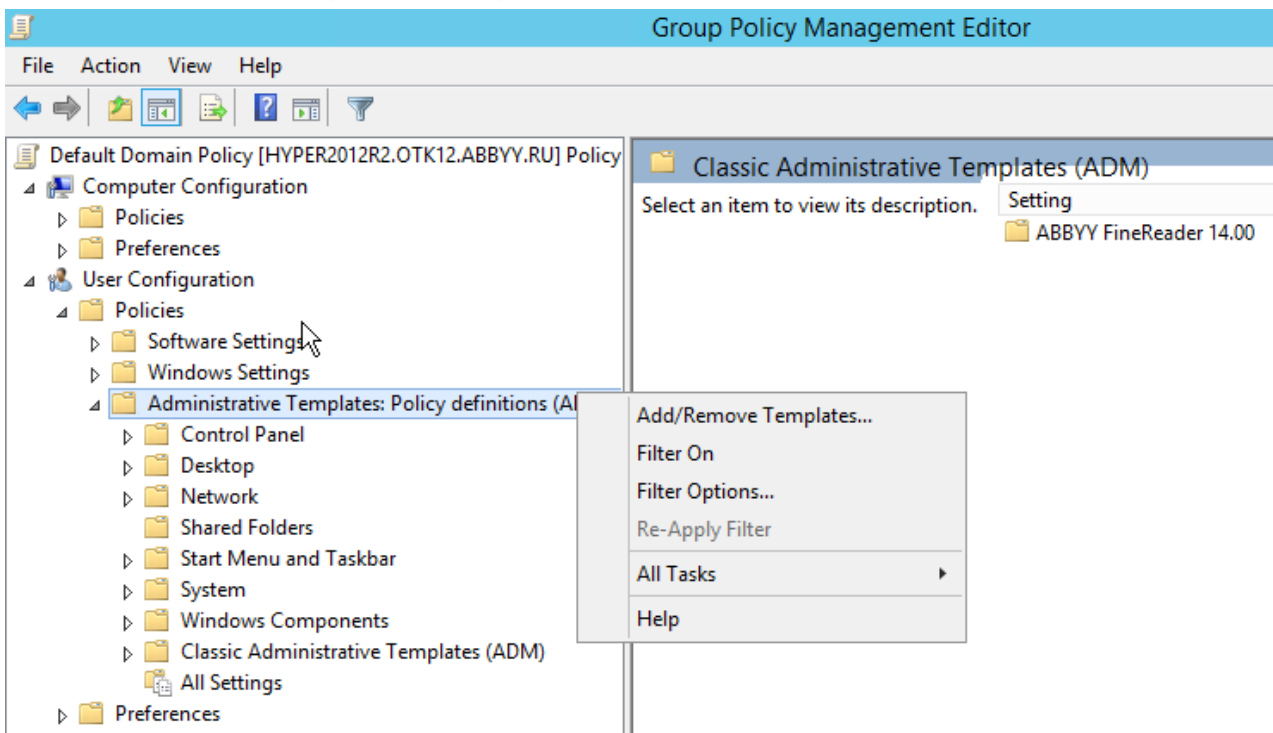 Group Policy Management Editor
File Action View Help
Default Domain Policy [HYPER2012R2.OTK12.ABBYY.RU] Policy
Computer Configuration
Policies
Preferences
User Configuration
Policies
Software Settings
Windows Settings
Administrative Templates: Policy definitions
Control Panel
Desktop
Network
Shared Folders
Start Menu and Taskbar
System
Windows Components
Classic Administrative Templates (ADM)
All Settings
Preferences
Classic Administrative Templates (ADM)
Select an item to view its description.
Setting
ABBYY FineReader 14.00
Add/Remove Templates...
Filter On
Filter Options...
Re-Apply Filter
All Tasks
Help